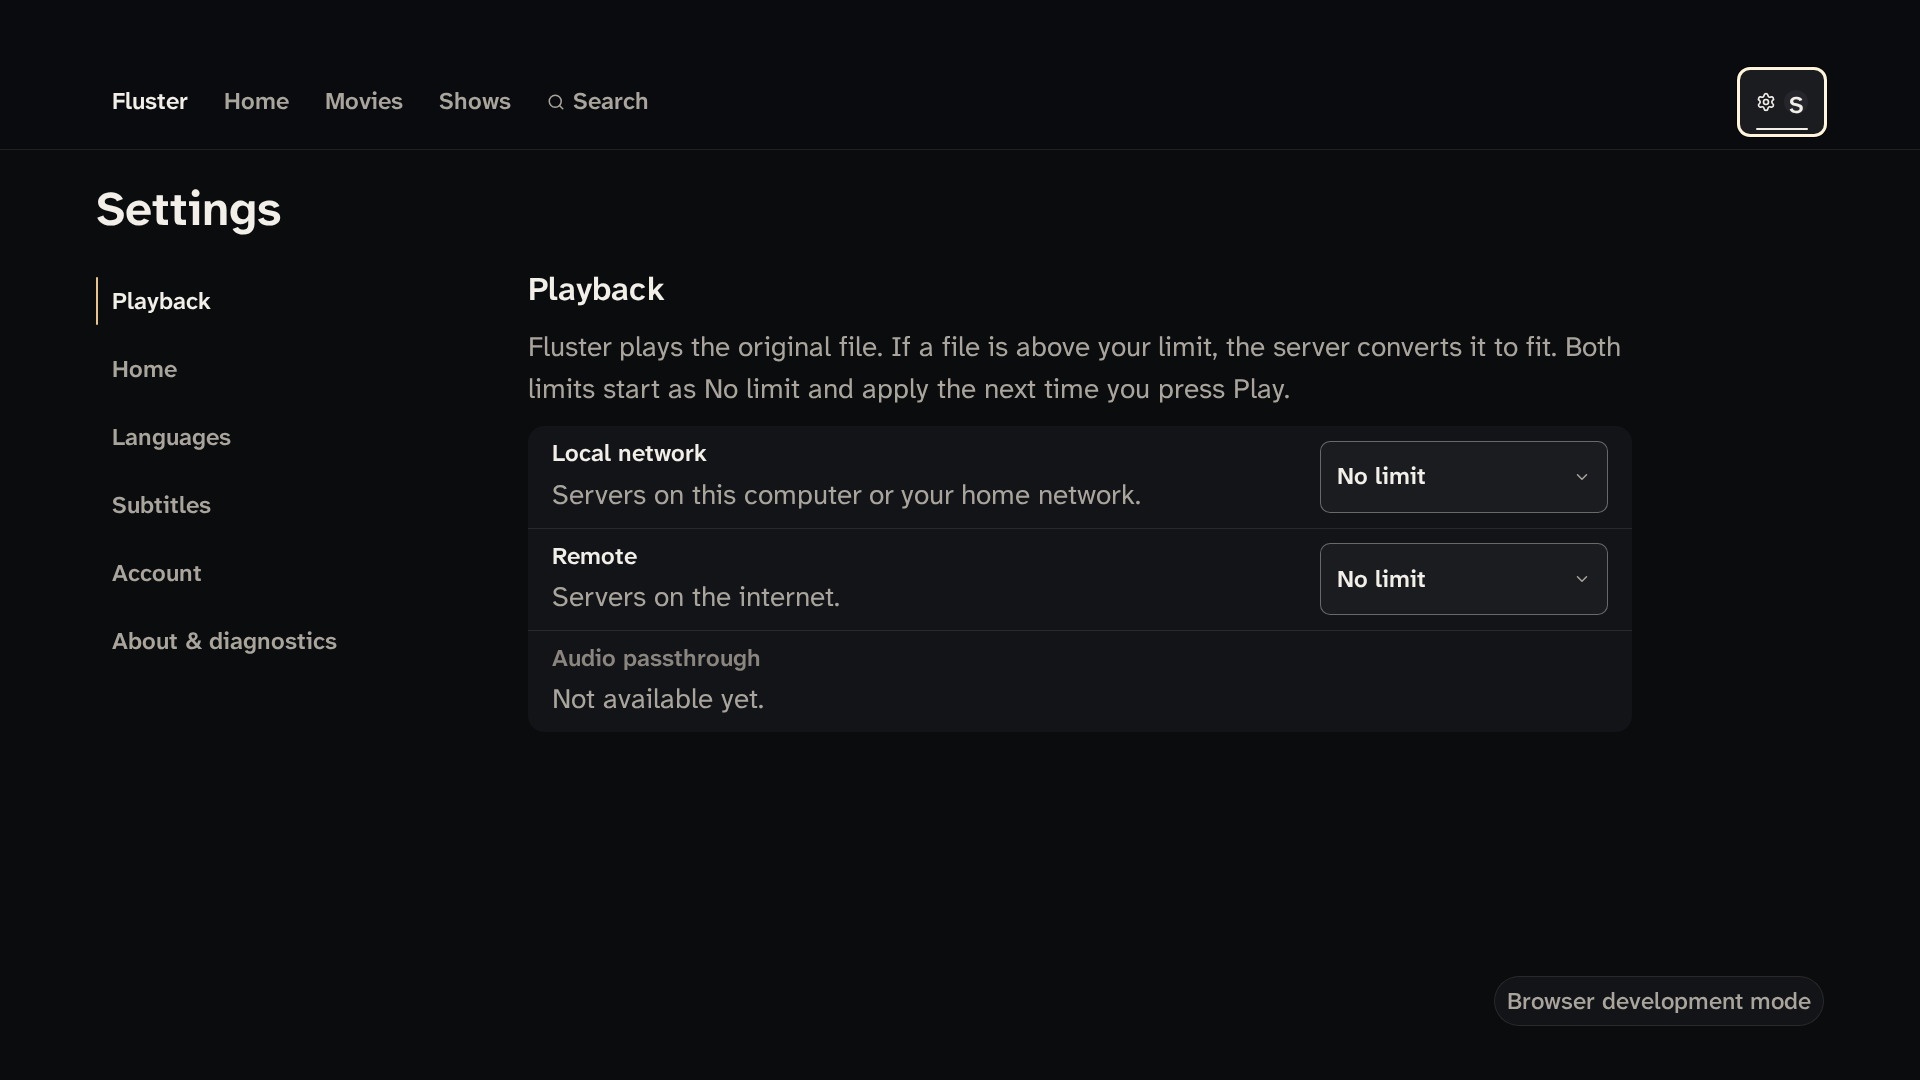 Fluster Home Movies Shows Search S
Settings
Playback
Home
Languages
Subtitles
Account
About & diagnostics
Playback
Fluster plays the original file. If a file is above your limit, the server converts it to fit. Both
limits start as No limit and apply the next time you press Play.
Local network
Servers on this computer or your home network.
No limit
Remote
Servers on the internet.
No limit
Audio passthrough
Not available yet.
Browser development mode